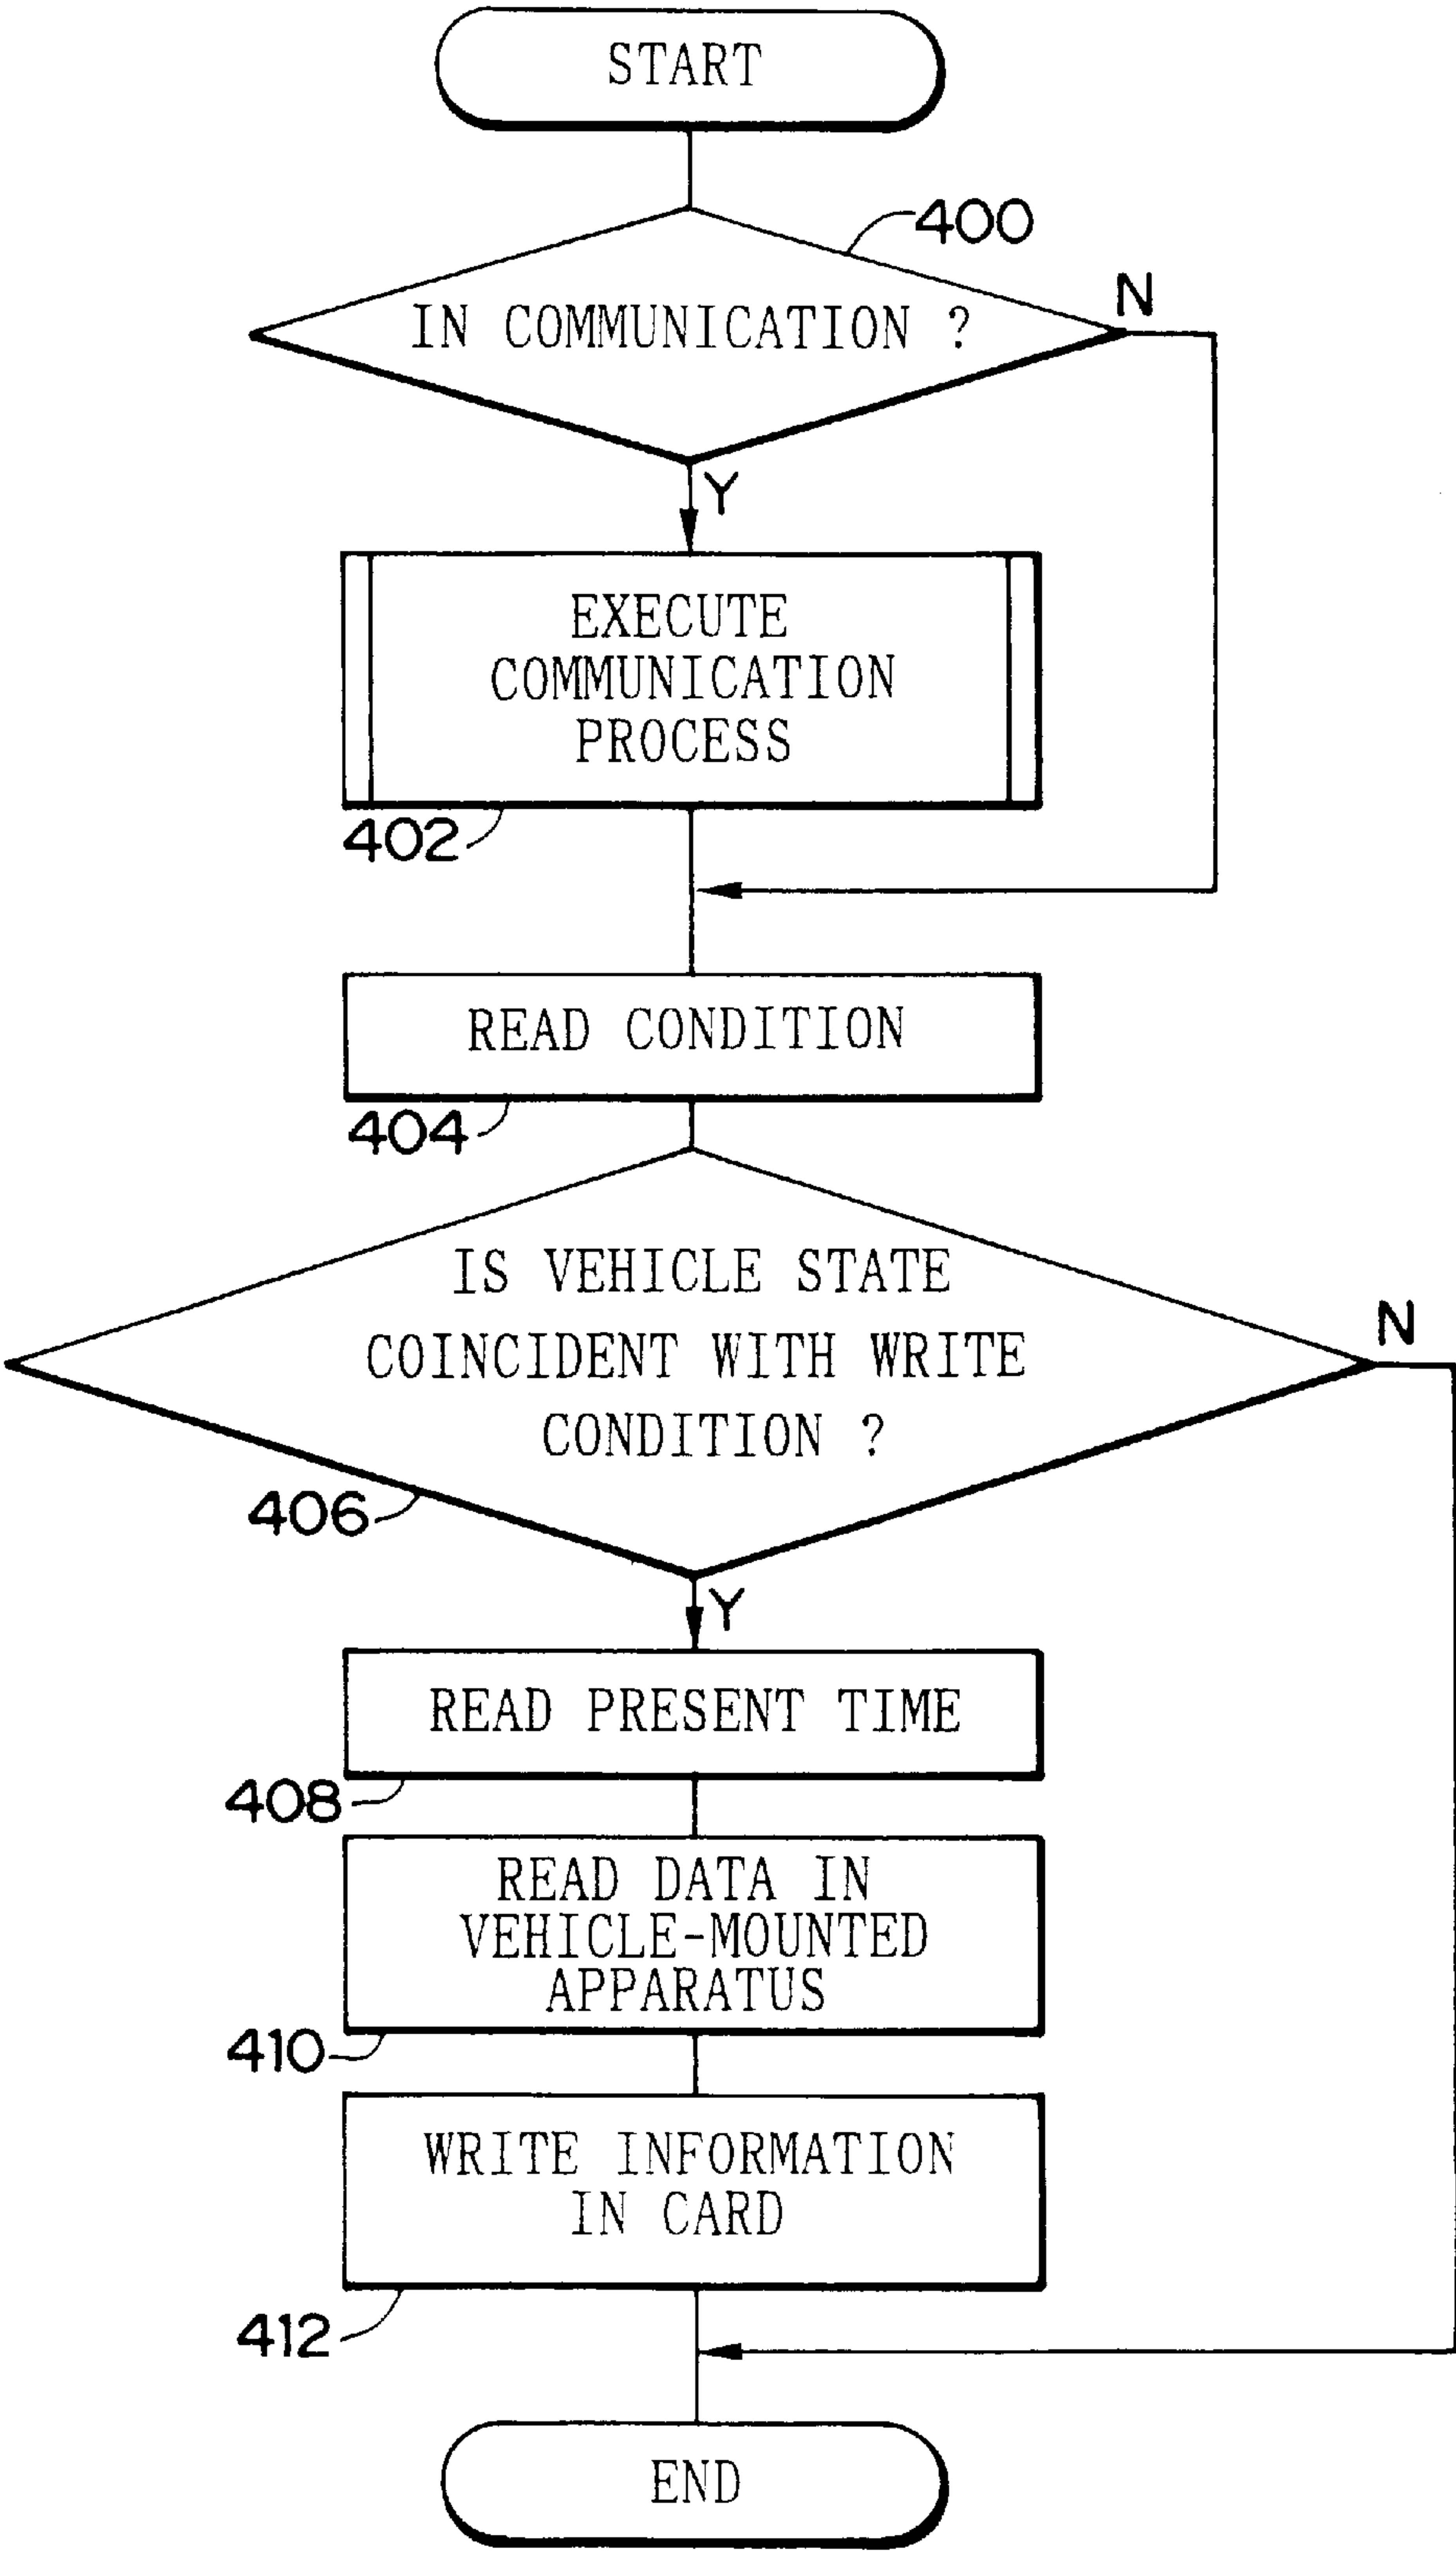 START
400
N
IN COMMUNICATION ?
Y
EXECUTE
COMMUNICATION
PROCESS
402
READ CONDITION
404
IS VEHICLE STATE
N
COINCIDENT WITH WRITE
CONDITION ?
406
Y
READ PRESENT TIME
408
READ DATA IN
VEHICLE-MOUNTED
APPARATUS
410
WRITE INFORMATION
IN CARD
412
END